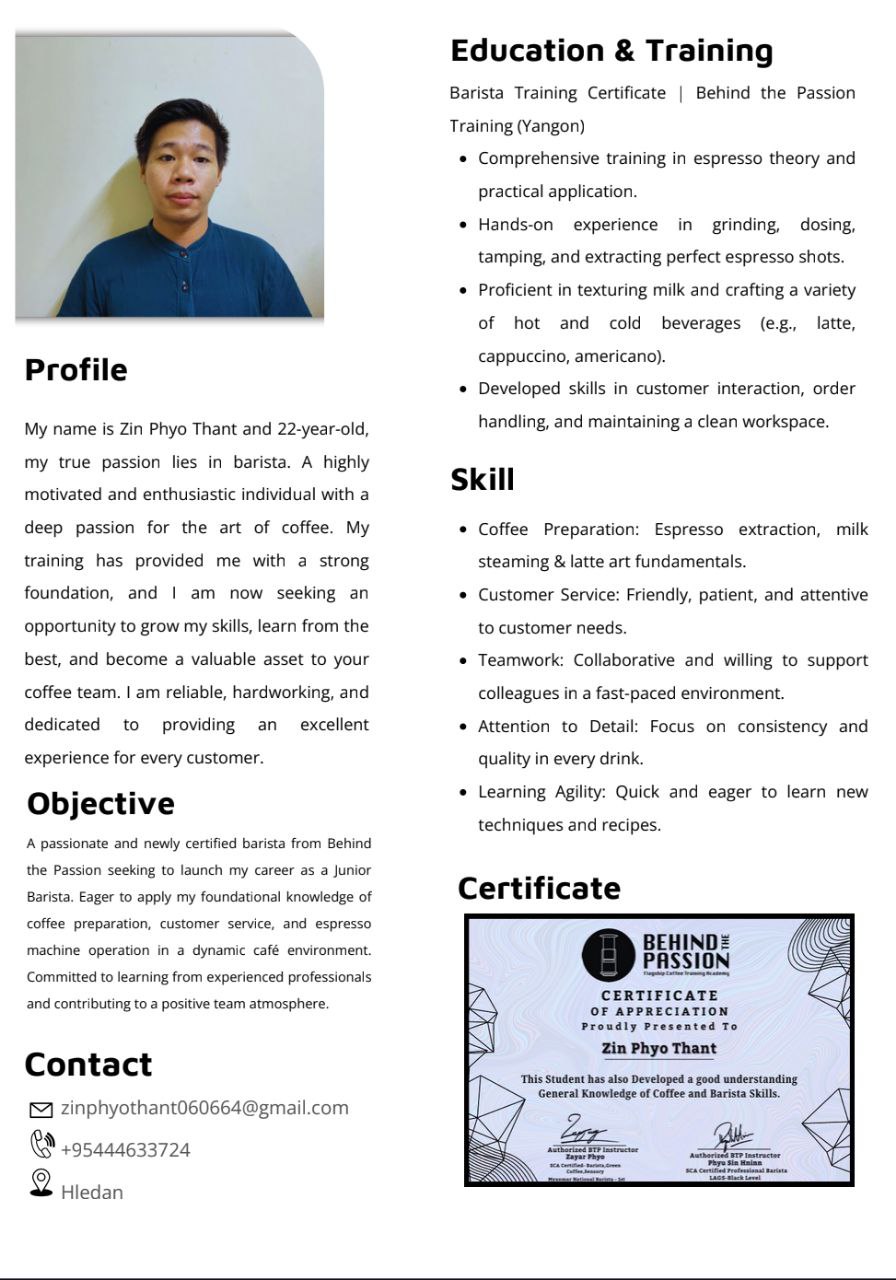 Profile
My name is Zin Phyo Thant and 22-year-old,
my true passion lies in barista. A highly
motivated and enthusiastic individual with a
deep passion for the art of coffee. My
training has provided me with a strong
foundation, and I am now seeking an
opportunity to grow my skills, learn from the
best, and become a valuable asset to your
coffee team. I am reliable, hardworking, and
dedicated to providing an excellent
experience for every customer.
Objective
A passionate and newly certified barista from Behind
the Passion seeking to launch my career as a Junior
Barista. Eager to apply my foundational knowledge of
coffee preparation, customer service, and espresso
machine operation in a dynamic café environment.
Committed to learning from experienced professionals
and contributing to a positive team atmosphere.
Contact
zinphyothant060664@gmail.com
+95444633724
Hledan
Education & Training
Barista Training Certificate | Behind the Passion
Training (Yangon)
• Comprehensive training in espresso theory and
practical application.
• Hands-on experience in grinding, dosing,
tamping, and extracting perfect espresso shots.
• Proficient in texturing milk and crafting a variety
of hot and cold beverages (e.g., latte,
cappuccino, americano).
• Developed skills in customer interaction, order
handling, and maintaining a clean workspace.
Skill
• Coffee Preparation: Espresso extraction, milk
steaming & latte art fundamentals.
• Customer Service: Friendly, patient, and attentive
to customer needs.
• Teamwork: Collaborative and willing to support
colleagues in a fast-paced environment.
• Attention to Detail: Focus on consistency and
quality in every drink.
• Learning Agility: Quick and eager to learn new
techniques and recipes.
Certificate
BEHIND THE
PASSION
Flagship Coffee Training Academy
CERTIFICATE
OF APPRECIATION
Proudly Presented To
Zin Phyo Thant
This Student has also Developed a good understanding
General Knowledge of Coffee and Barista Skills.
Authorized BTP Instructor
Zayar Phyo
SCA Certified- Barista,Green
Coffee,Sensory
Myanmar National Barista - 1st
Authorized BTP Instructor
Phyu Sin Hninn
SCA Certified Professional Barista
LAGS-Black Level